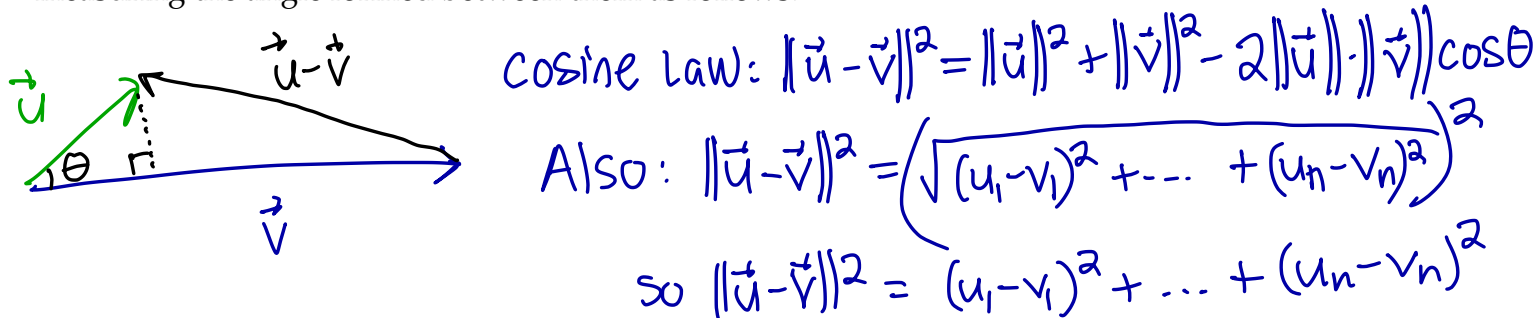 u⃗
u⃗-v⃗
θ
v⃗
cosine Law: ‖u⃗-v⃗‖²=‖u⃗‖²+‖v⃗‖²-2‖u⃗‖·‖v⃗‖cosθ
Also: ‖u⃗-v⃗‖²=(√(u₁-v₁)²+... +(uₙ-vₙ)²)²
so ‖u⃗-v⃗‖² = (u₁-v₁)²+...+(uₙ-vₙ)²